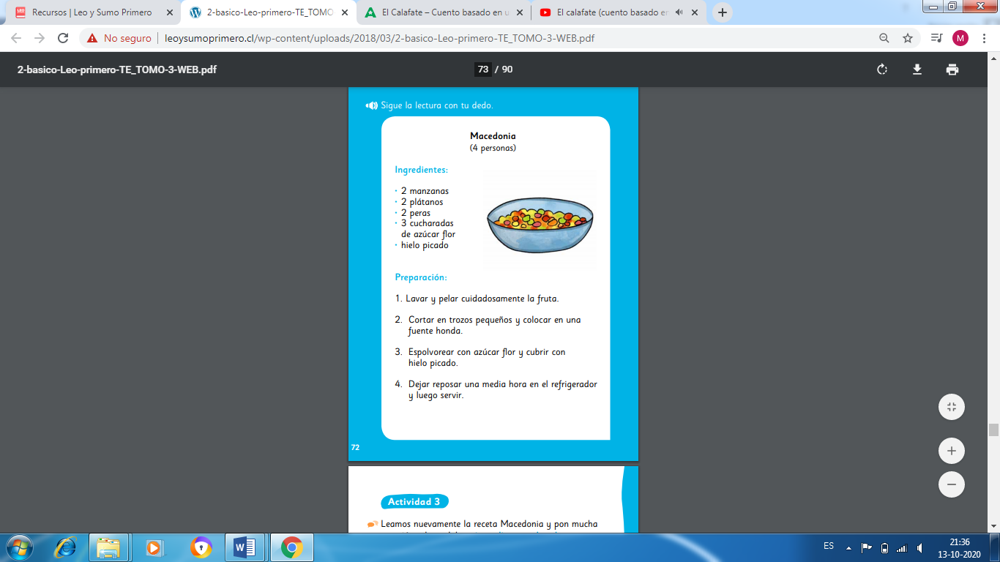 Recursos | Leo y Sumo Primero
2-basico-Leo-primero-TE_TOMO
El Calafate – Cuento basado en u
El calafate (cuento basado en
No seguro | leoysumoprimero.cl/wp-content/uploads/2018/03/2-basico-Leo-primero-TE_TOMO-3-WEB.pdf
M
2-basico-Leo-primero-TE_TOMO-3-WEB.pdf
73 / 90
Sigue la lectura con tu dedo.
Macedonia
(4 personas)
Ingredientes:
• 2 manzanas
• 2 plátanos
• 2 peras
• 3 cucharadas
de azúcar flor
• hielo picado
Preparación:
1. Lavar y pelar cuidadosamente la fruta.
2. Cortar en trozos pequeños y colocar en una
fuente honda.
3. Espolvorear con azúcar flor y cubrir con
hielo picado.
4. Dejar reposar una media hora en el refrigerador
y luego servir.
72
Actividad 3
Leamos nuevamente la receta Macedonia y pon mucha
ES
21:36
13-10-2020